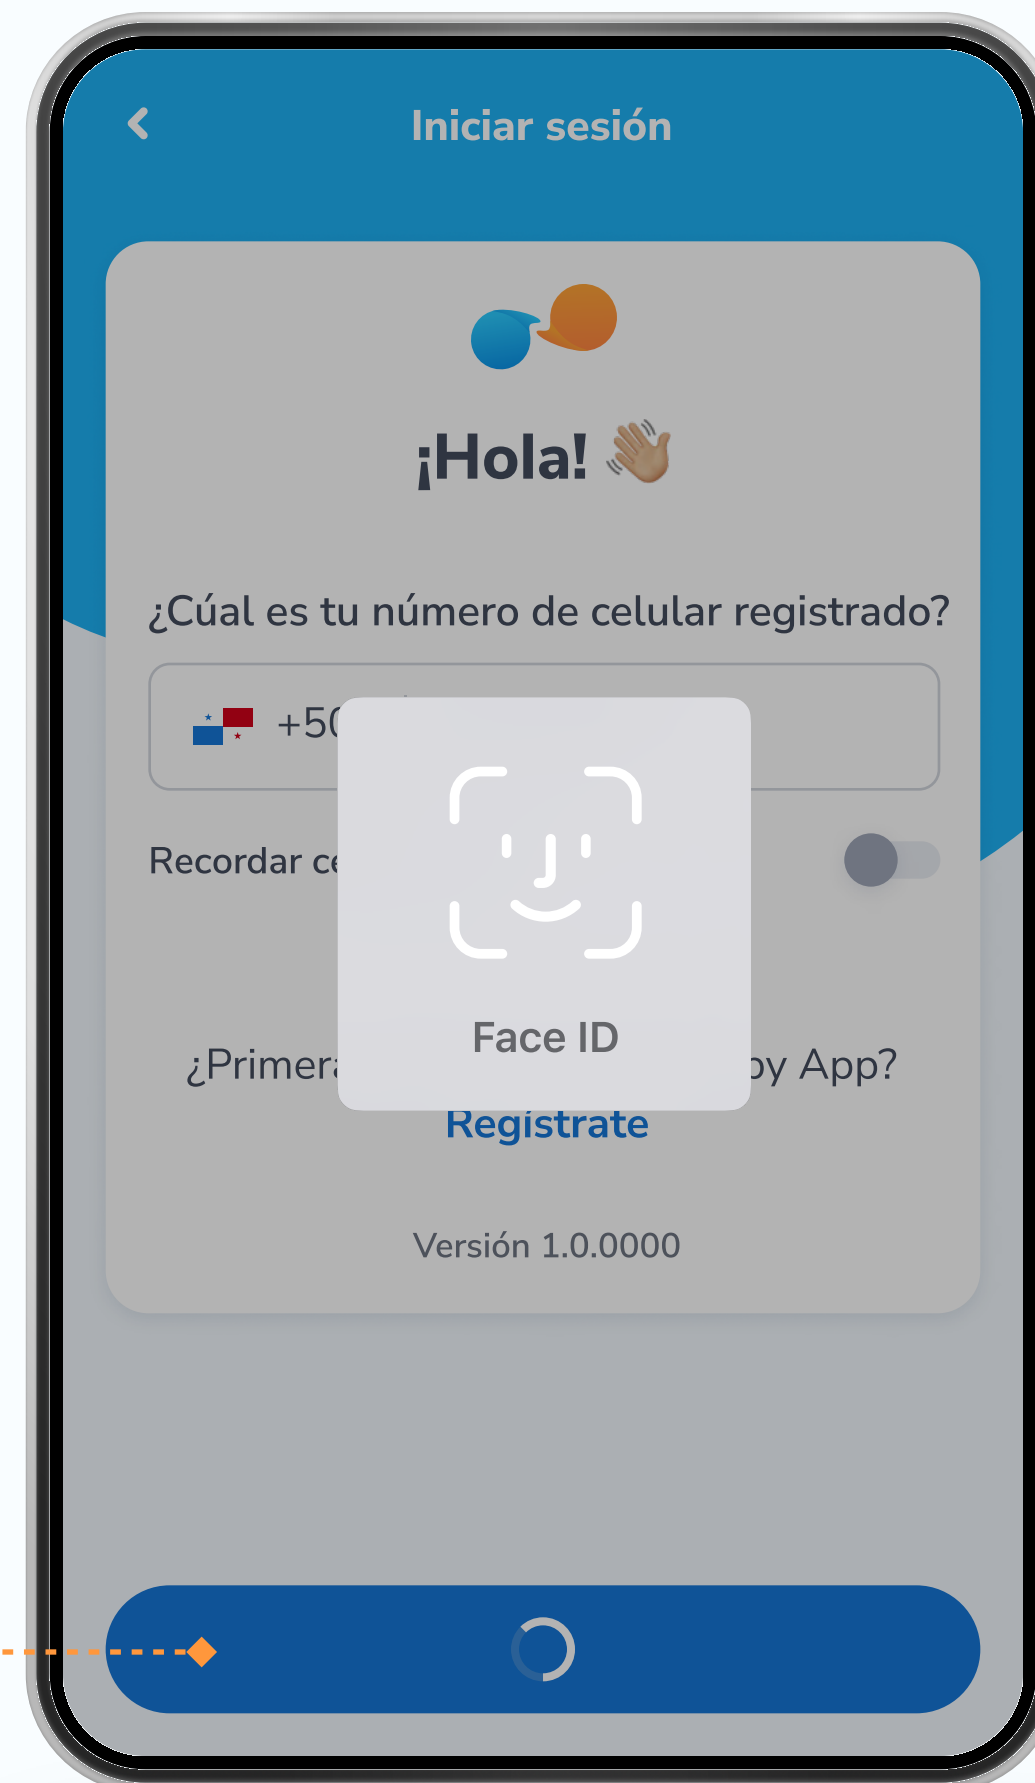 Iniciar sesión
¡Hola! 👋🏼
¿Cúal es tu número de celular registrado?
+50
Recordar
Face ID
App?
Regístrate
Versión 1.0.0000